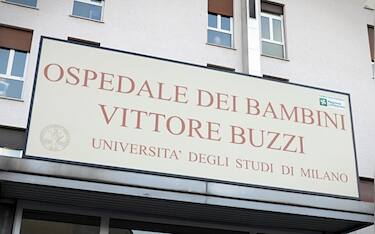 OSPEDALE DEI BAMBINI
VITTORE BUZZI
UNIVERSITA' DEGLI STUDI DI MILANO